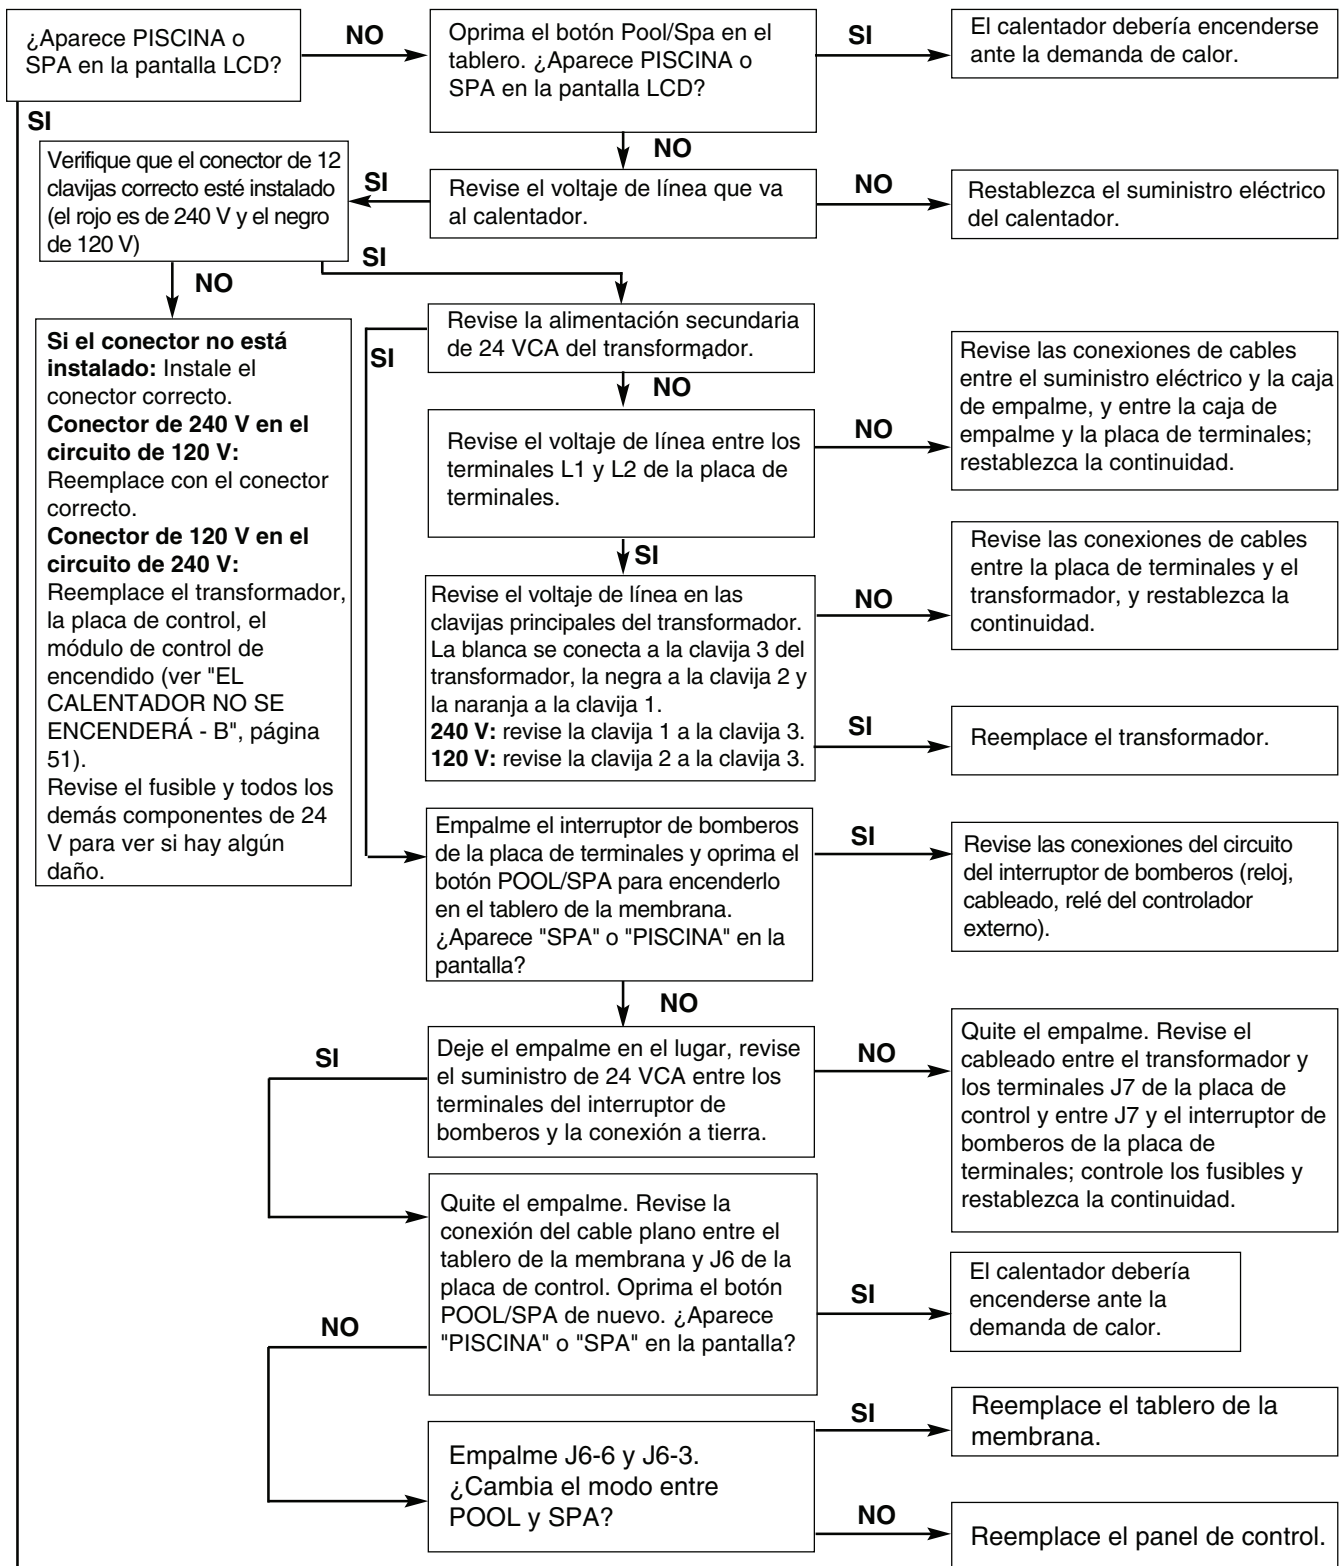 ¿Aparece PISCINA o
SPA en la pantalla LCD?
NO
Oprima el botón Pool/Spa en el
tablero. ¿Aparece PISCINA o
SPA en la pantalla LCD?
SI
El calentador debería encenderse
ante la demanda de calor.
SI
NO
Verifique que el conector de 12
clavijas correcto esté instalado
(el rojo es de 240 V y el negro
de 120 V)
SI
Revise el voltaje de línea que va
al calentador.
NO
Restablezca el suministro eléctrico
del calentador.
NO
SI
Si el conector no está
instalado: Instale el
conector correcto.
Conector de 240 V en el
circuito de 120 V:
Reemplace con el conector
correcto.
Conector de 120 V en el
circuito de 240 V:
Reemplace el transformador,
la placa de control, el
módulo de control de
encendido (ver "EL
CALENTADOR NO SE
ENCENDERÁ - B", página
51).
Revise el fusible y todos los
demás componentes de 24
V para ver si hay algún
daño.
SI
Revise la alimentación secundaria
de 24 VCA del transformador.
NO
Revise el voltaje de línea entre los
terminales L1 y L2 de la placa de
terminales.
NO
Revise las conexiones de cables
entre el suministro eléctrico y la caja
de empalme, y entre la caja de
empalme y la placa de terminales;
restablezca la continuidad.
SI
Revise el voltaje de línea en las
clavijas principales del transformador.
La blanca se conecta a la clavija 3 del
transformador, la negra a la clavija 2 y
la naranja a la clavija 1.
240 V: revise la clavija 1 a la clavija 3.
120 V: revise la clavija 2 a la clavija 3.
NO
Revise las conexiones de cables
entre la placa de terminales y el
transformador, y restablezca la
continuidad.
SI
Reemplace el transformador.
Empalme el interruptor de bomberos
de la placa de terminales y oprima el
botón POOL/SPA para encenderlo
en el tablero de la membrana.
¿Aparece "SPA" o "PISCINA" en la
pantalla?
SI
Revise las conexiones del circuito
del interruptor de bomberos (reloj,
cableado, relé del controlador
externo).
NO
SI
Deje el empalme en el lugar, revise
el suministro de 24 VCA entre los
terminales del interruptor de
bomberos y la conexión a tierra.
NO
Quite el empalme. Revise el
cableado entre el transformador y
los terminales J7 de la placa de
control y entre J7 y el interruptor de
bomberos de la placa de
terminales; controle los fusibles y
restablezca la continuidad.
Quite el empalme. Revise la
conexión del cable plano entre el
tablero de la membrana y J6 de la
placa de control. Oprima el botón
POOL/SPA de nuevo. ¿Aparece
"PISCINA" o "SPA" en la pantalla?
SI
El calentador debería
encenderse ante la
demanda de calor.
NO
Empalme J6-6 y J6-3.
¿Cambia el modo entre
POOL y SPA?
SI
Reemplace el tablero de la
membrana.
NO
Reemplace el panel de control.